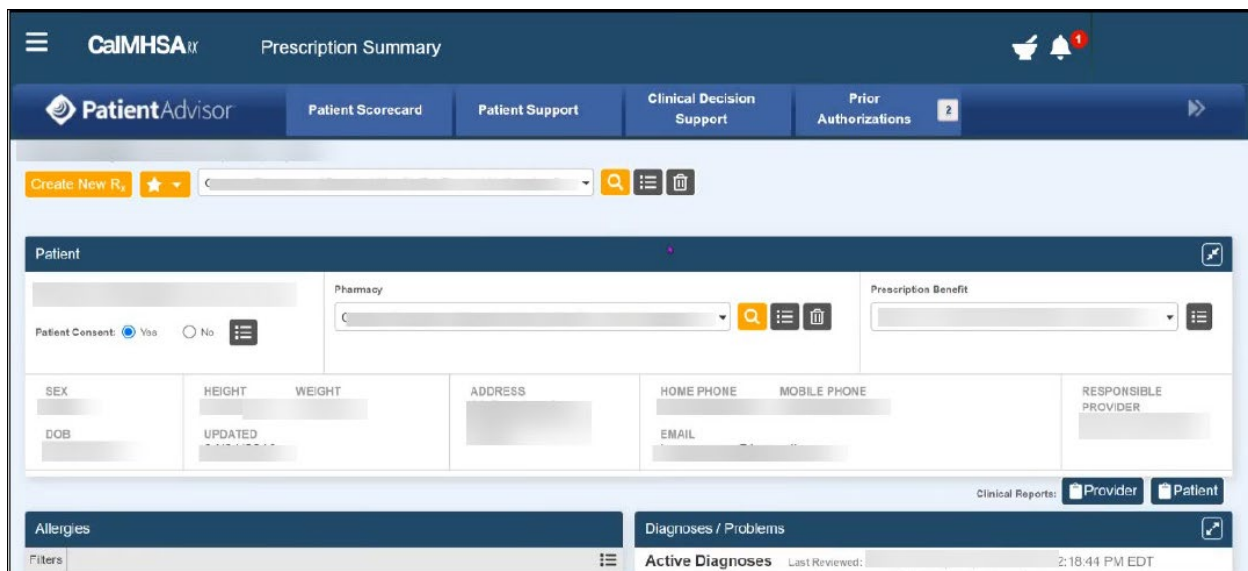 CalMHSA RX Prescription Summary 1
PatientAdvisor Patient Scorecard Patient Support Clinical Decision Support Prior Authorizations 2
Create New Rx
Patient
Pharmacy Prescription Benefit
Patient Consent: Yes No
SEX HEIGHT WEIGHT ADDRESS HOME PHONE MOBILE PHONE RESPONSIBLE PROVIDER
DOB UPDATED EMAIL
Clinical Reports: Provider Patient
Allergies Diagnoses / Problems
Filters Active Diagnoses Last Reviewed: 2:18:44 PM EDT